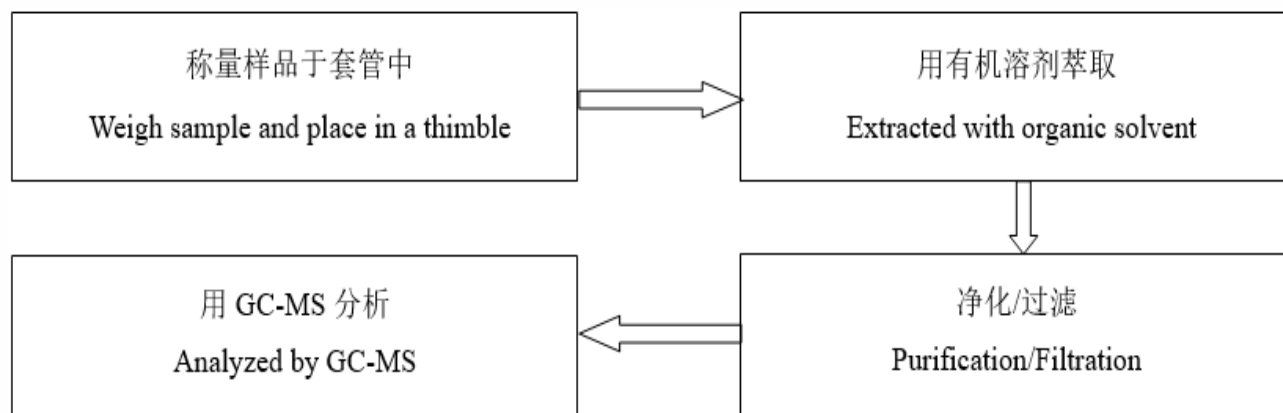 称量样品于套管中
Weigh sample and place in a thimble
用有机溶剂萃取
Extracted with organic solvent
净化/过滤
Purification/Filtration
用 GC-MS 分析
Analyzed by GC-MS